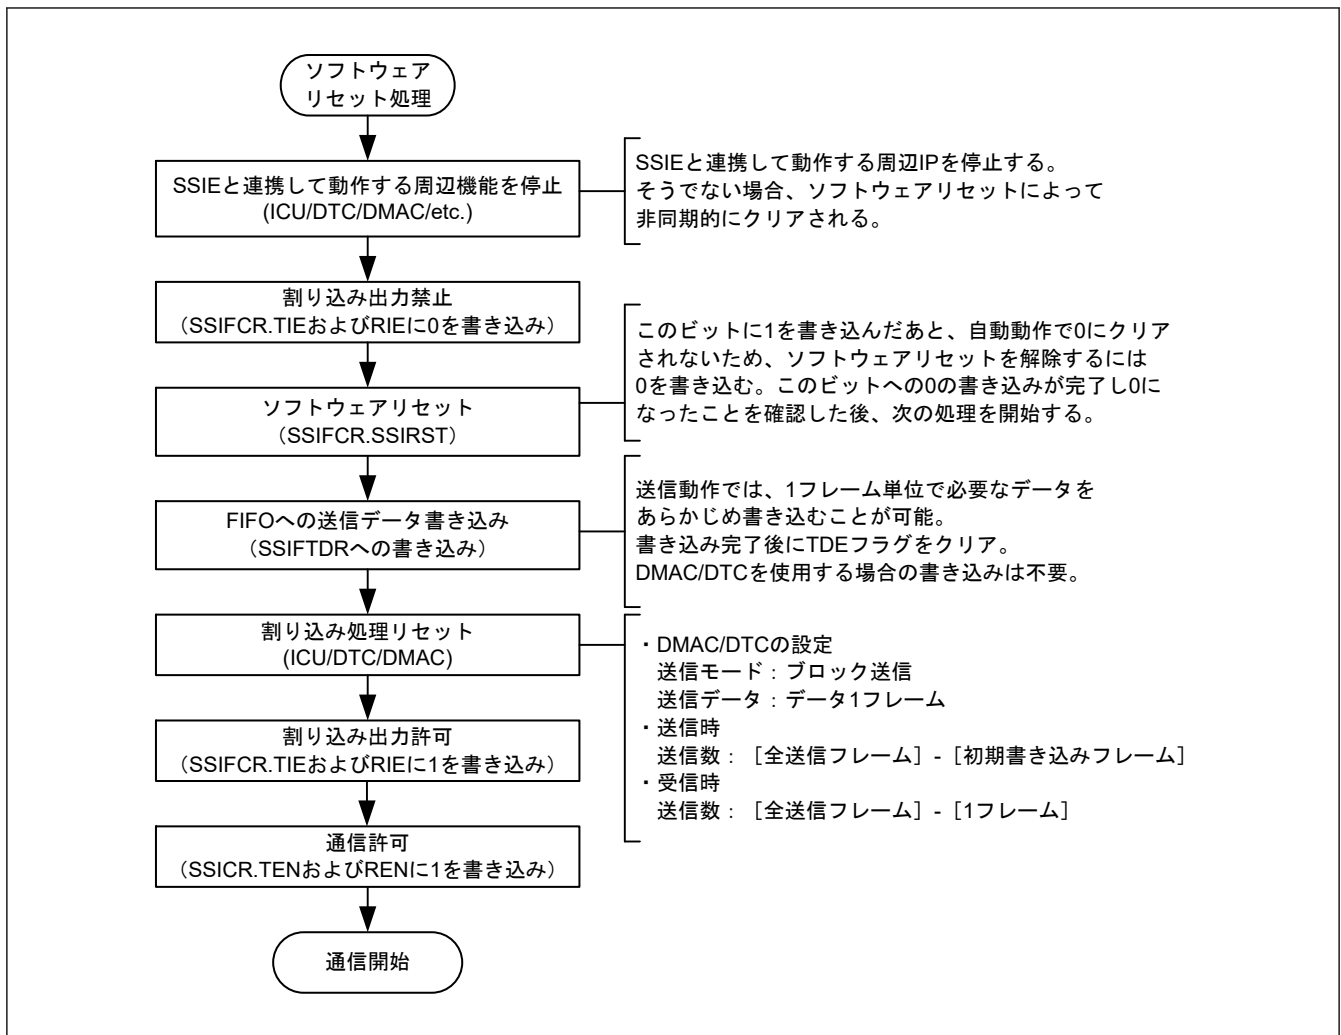 ソフトウェア
リセット処理
SSIEと連携して動作する周辺機能を停止
(ICU/DTC/DMAC/etc.)
SSIEと連携して動作する周辺IPを停止する。
そうでない場合、ソフトウェアリセットによって
非同期的にクリアされる。
割り込み出力禁止
（SSIFCR.TIEおよびRIEに0を書き込み）
ソフトウェアリセット
（SSIFCR.SSIRST）
このビットに1を書き込んだあと、自動動作で0にクリア
されないため、ソフトウェアリセットを解除するには
0を書き込む。このビットへの0の書き込みが完了し0に
なったことを確認した後、次の処理を開始する。
FIFOへの送信データ書き込み
（SSIFTDRへの書き込み）
送信動作では、1フレーム単位で必要なデータを
あらかじめ書き込むことが可能。
書き込み完了後にTDEフラグをクリア。
DMAC/DTCを使用する場合の書き込みは不要。
割り込み処理リセット
(ICU/DTC/DMAC)
・DMAC/DTCの設定
送信モード：ブロック送信
送信データ：データ1フレーム
・送信時
送信数：［全送信フレーム］-［初期書き込みフレーム］
・受信時
送信数：［全送信フレーム］-［1フレーム］
割り込み出力許可
（SSIFCR.TIEおよびRIEに1を書き込み）
通信許可
（SSICR.TENおよびRENに1を書き込み）
通信開始